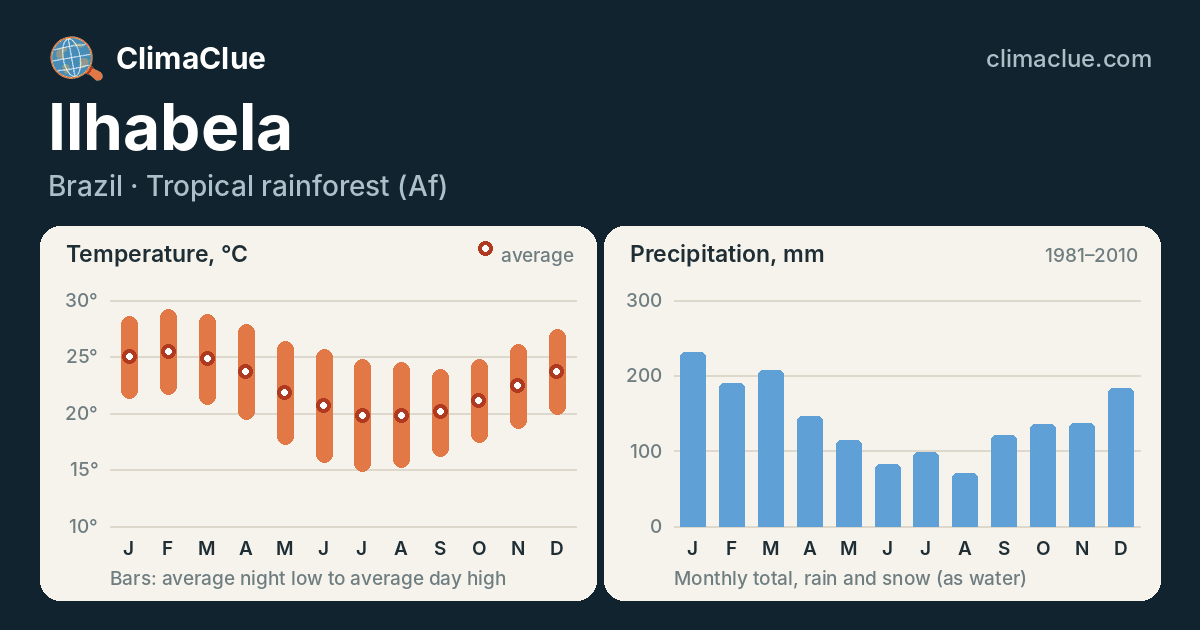 ClimaClue
climaclue.com
Ilhabela
Brazil · Tropical rainforest (Af)
Temperature, °C
average
30°
25°
20°
15°
10°
J F M A M J J A S O N D
Bars: average night low to average day high
Precipitation, mm
1981–2010
300
200
100
0
J F M A M J J A S O N D
Monthly total, rain and snow (as water)